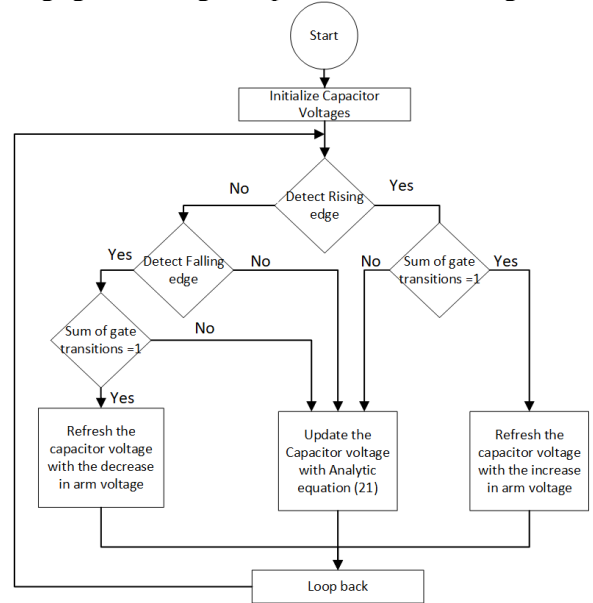 Start
Initialize Capacitor
Voltages
No
Yes
Detect Rising
edge
Yes
Detect Falling
edge
No
No
Sum of gate
transitions =1
Yes
Sum of gate
transitions =1
No
Yes
Refresh the
capacitor voltage
with the decrease
in arm voltage
Update the
Capacitor voltage
with Analytic
equation (21)
Refresh the
capacitor voltage
with the increase
in arm voltage
Loop back